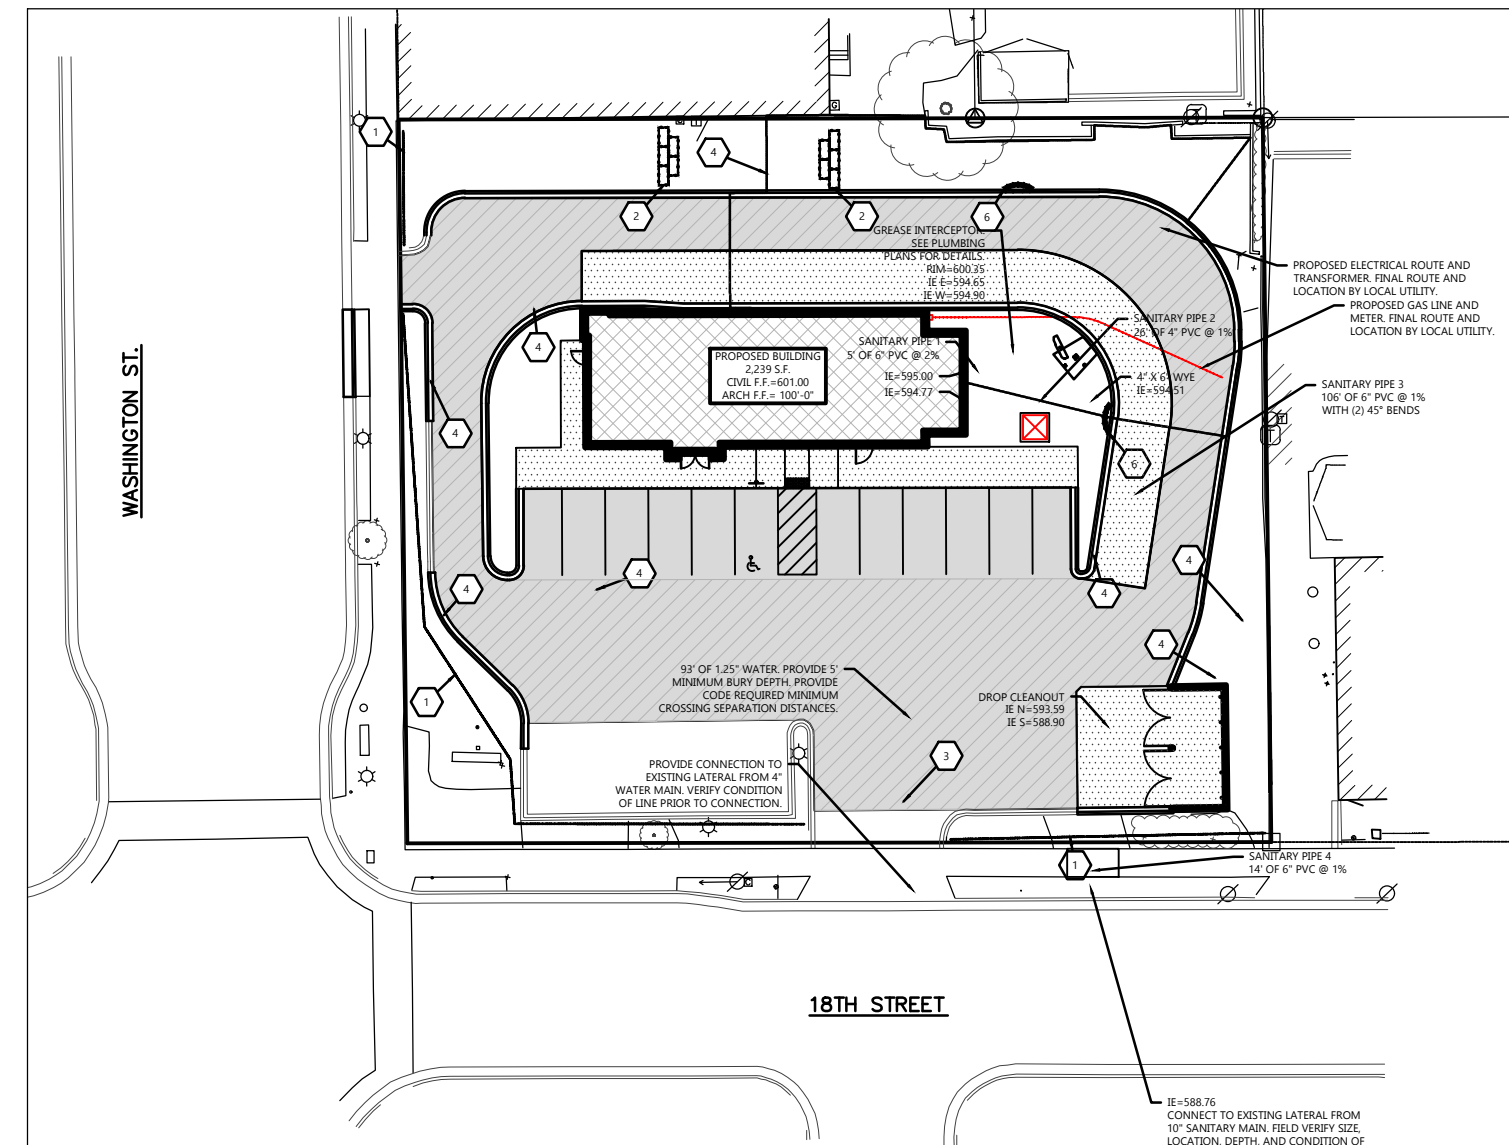 1
G
4
2
2
6
GREASE INTERCEPTOR.
SEE PLUMBING
PLANS FOR DETAILS.
RIM=600.35
IE E=594.65
IE W=594.90
PROPOSED ELECTRICAL ROUTE AND
TRANSFORMER. FINAL ROUTE AND
LOCATION BY LOCAL UTILITY.
PROPOSED GAS LINE AND
METER. FINAL ROUTE AND
LOCATION BY LOCAL UTILITY.
SANITARY PIPE 2
26' OF 4" PVC @ 1%
4
SANITARY PIPE 1
5' OF 6" PVC @ 2%
IE=595.00
IE=594.77
PROPOSED BUILDING
2,239 S.F.
CIVIL F.F.=601.00
ARCH F.F.= 100'-0"
4" X 6" WYE
IE=594.51
SANITARY PIPE 3
106' OF 6" PVC @ 1%
WITH (2) 45° BENDS
WASHINGTON ST.
4
6
4
4
4
4
4
1
93' OF 1.25" WATER. PROVIDE 5'
MINIMUM BURY DEPTH. PROVIDE
CODE REQUIRED MINIMUM
CROSSING SEPARATION DISTANCES.
DROP CLEANOUT
IE N=593.59
IE S=588.90
3
PROVIDE CONNECTION TO
EXISTING LATERAL FROM 4"
WATER MAIN. VERIFY CONDITION
OF LINE PRIOR TO CONNECTION.
1
SANITARY PIPE 4
14' OF 6" PVC @ 1%
18TH STREET
IE=588.76
CONNECT TO EXISTING LATERAL FROM
10" SANITARY MAIN. FIELD VERIFY SIZE,
LOCATION, DEPTH, AND CONDITION OF